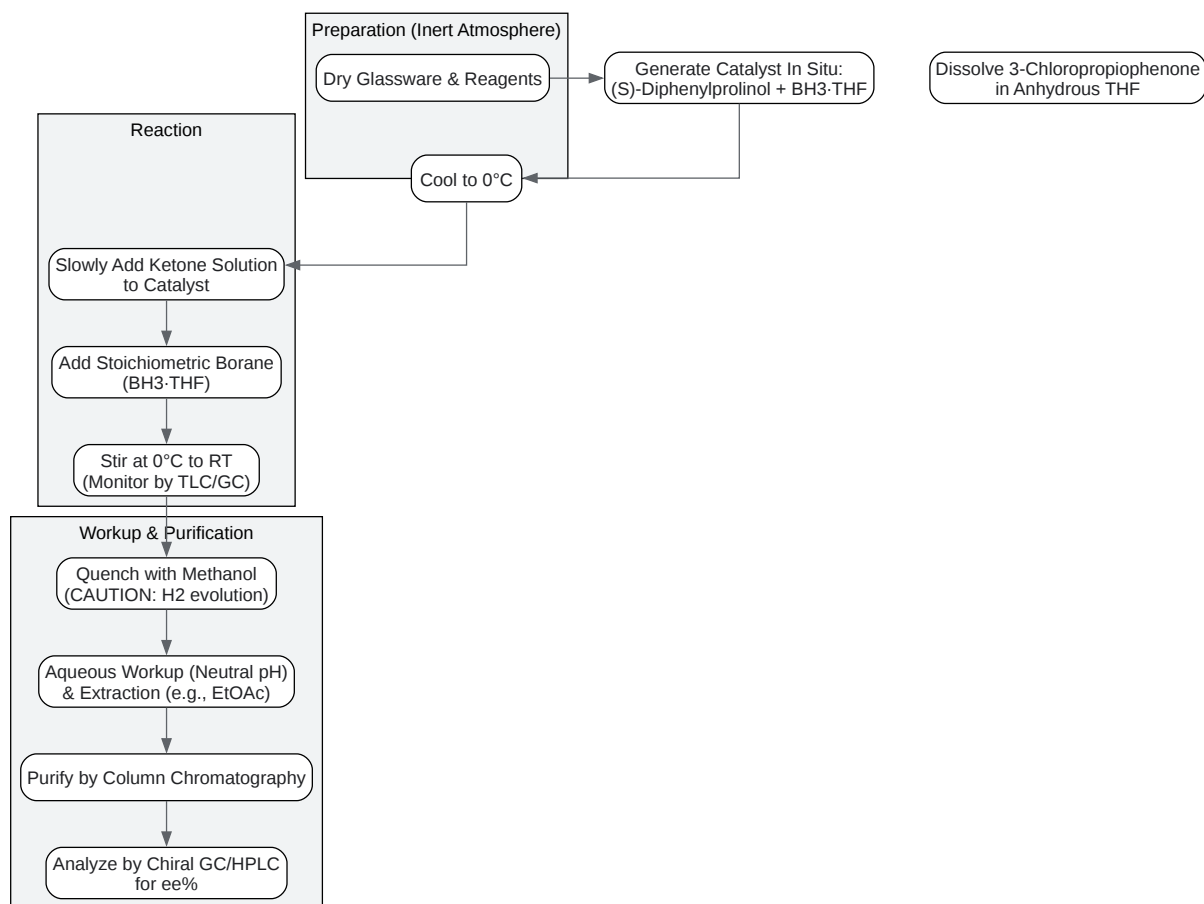 Preparation (Inert Atmosphere)
Dry Glassware & Reagents
Generate Catalyst In Situ:
(S)-Diphenylprolinol + BH3·THF
Dissolve 3-Chloropropiophenone
in Anhydrous THF
Reaction
Cool to 0°C
Slowly Add Ketone Solution
to Catalyst
Add Stoichiometric Borane
(BH3·THF)
Stir at 0°C to RT
(Monitor by TLC/GC)
Workup & Purification
Quench with Methanol
(CAUTION: H2 evolution)
Aqueous Workup (Neutral pH)
& Extraction (e.g., EtOAc)
Purify by Column Chromatography
Analyze by Chiral GC/HPLC
for ee%